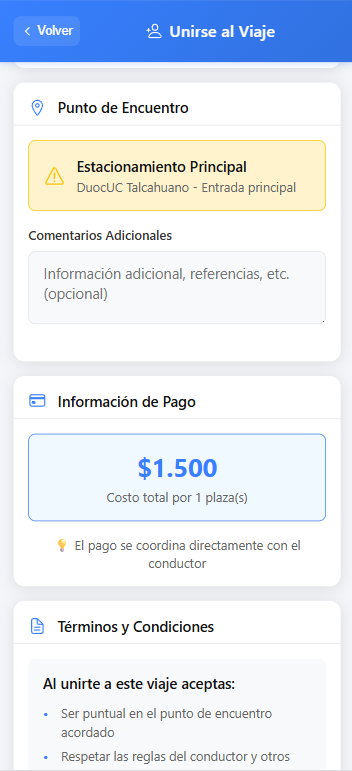 Volver
Unirse al Viaje
Punto de Encuentro
Estacionamiento Principal
DuocUC Talcahuano - Entrada principal
Comentarios Adicionales
Información adicional, referencias, etc.
(opcional)
Información de Pago
$1.500
Costo total por 1 plaza(s)
El pago se coordina directamente con el
conductor
Términos y Condiciones
Al unirte a este viaje aceptas:
• Ser puntual en el punto de encuentro
acordado
• Respetar las reglas del conductor y otros